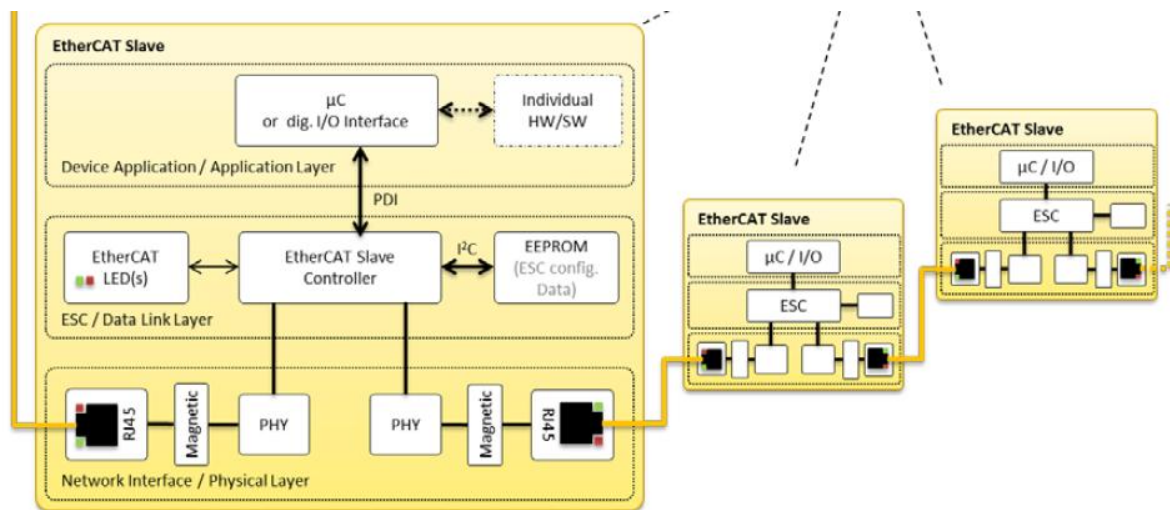 EtherCAT Slave
µC
or dig. I/O Interface
Individual
HW/SW
Device Application / Application Layer
PDI
EtherCAT
LED(s)
EtherCAT Slave
Controller
I²C
EEPROM
(ESC config.
Data)
ESC / Data Link Layer
RJ45
Magnetic
PHY
PHY
Magnetic
RJ45
Network Interface / Physical Layer
EtherCAT Slave
µC / I/O
ESC
EtherCAT Slave
µC / I/O
ESC